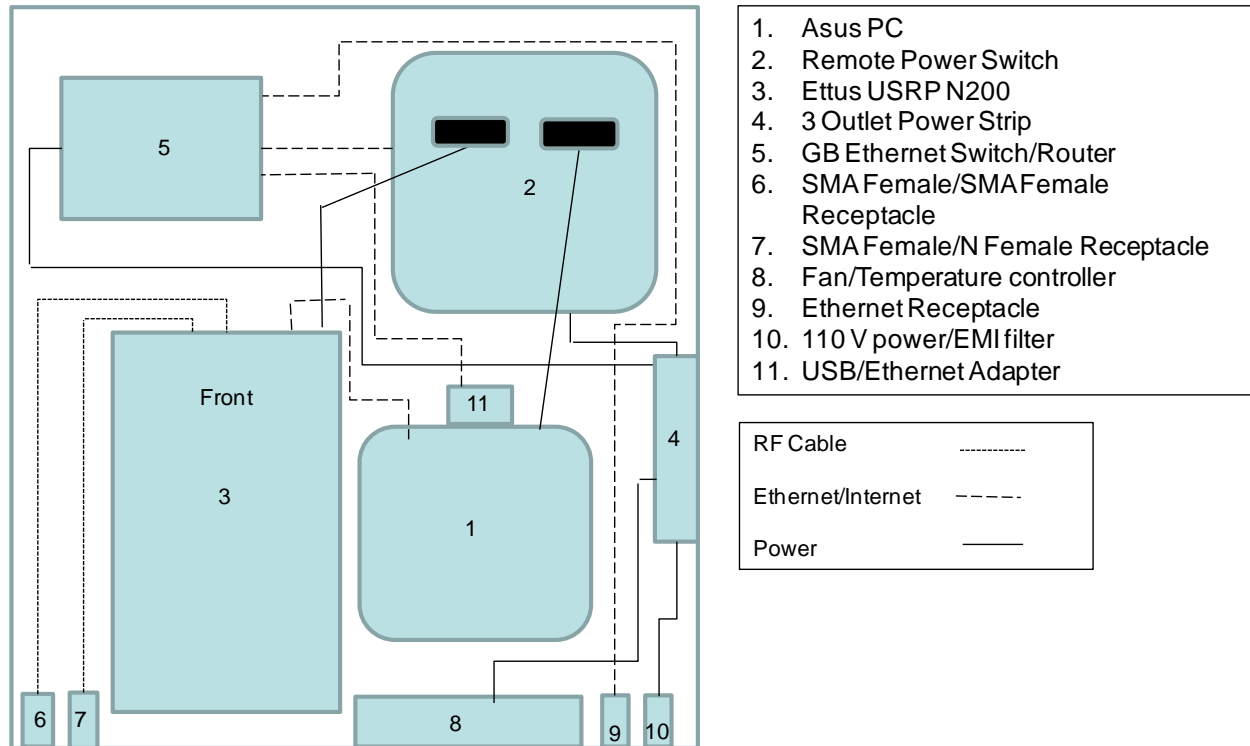 5
2
Front
11
4
3
1
6
7
8
9
10
1. Asus PC
2. Remote Power Switch
3. Ettus USRP N200
4. 3 Outlet Power Strip
5. GB Ethernet Switch/Router
6. SMA Female/SMA Female
Receptacle
7. SMA Female/N Female Receptacle
8. Fan/Temperature controller
9. Ethernet Receptacle
10. 110 V power/EMI filter
11. USB/Ethernet Adapter
RF Cable
Ethernet/Internet
Power